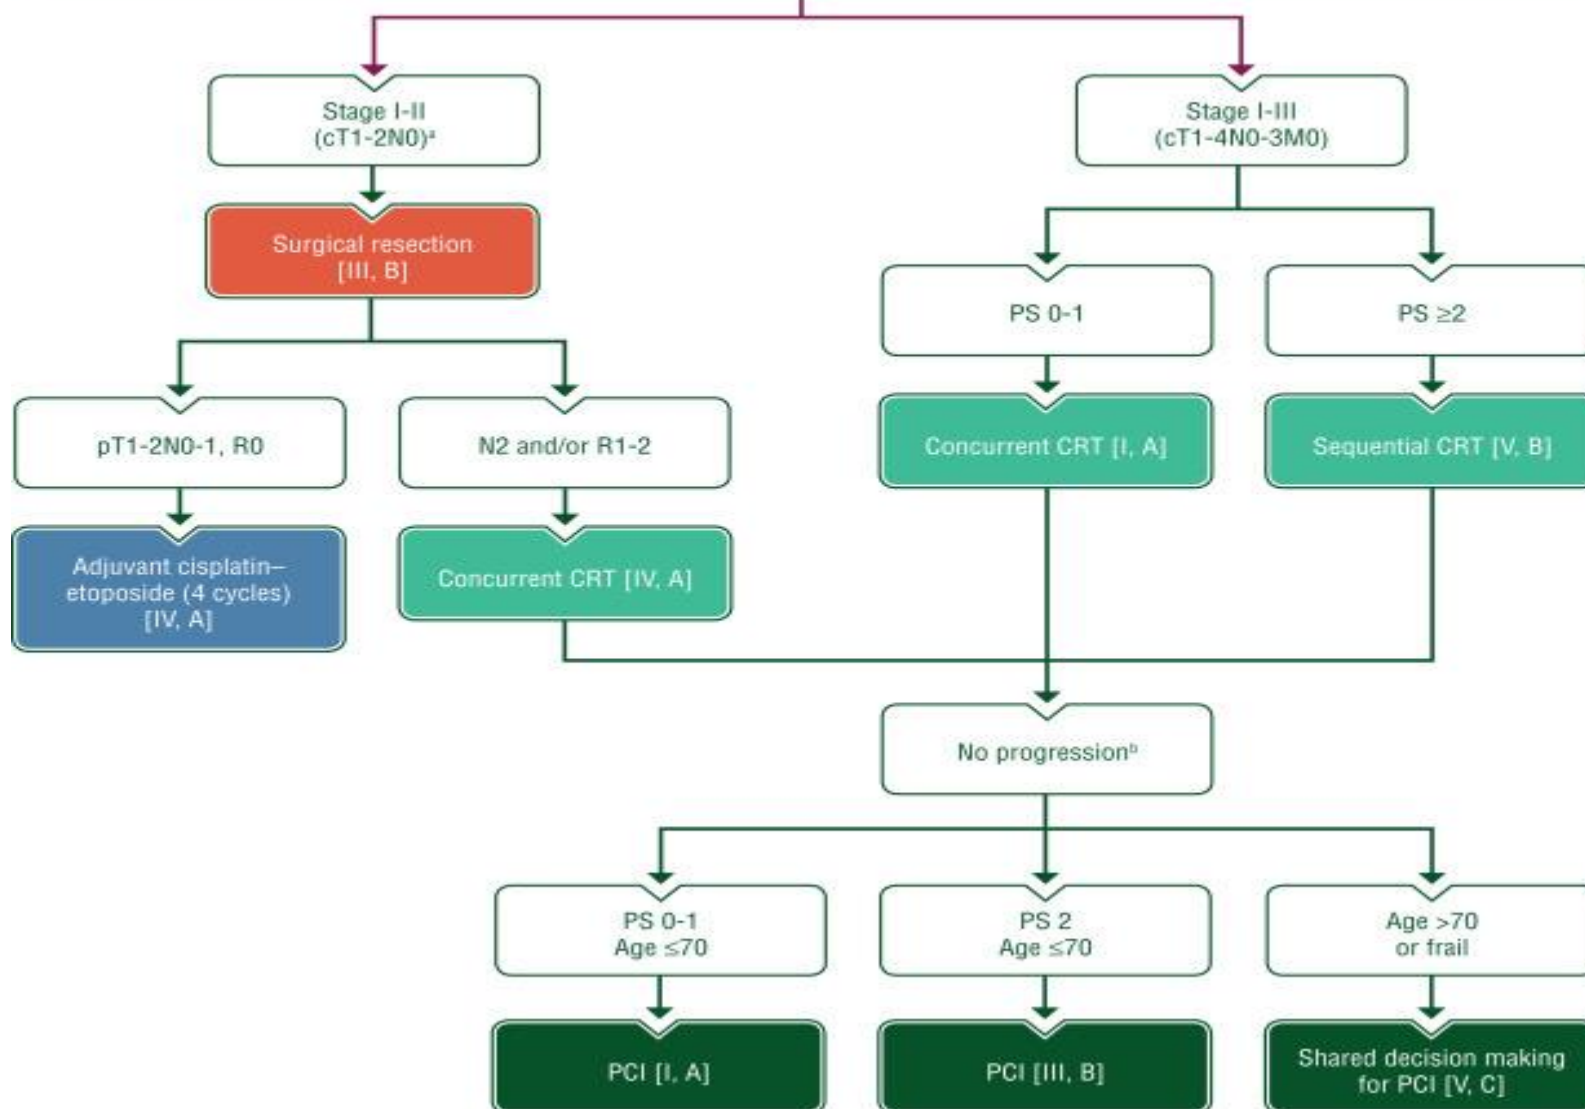 Stage I-II
(cT1-2N0)ᵃ
Stage I-III
(cT1-4N0-3M0)
Surgical resection
[III, B]
PS 0-1
PS ≥2
pT1-2N0-1, R0
N2 and/or R1-2
Concurrent CRT [I, A]
Sequential CRT [V, B]
Adjuvant cisplatin–
etoposide (4 cycles)
[IV, A]
Concurrent CRT [IV, A]
No progressionᵇ
PS 0-1
Age ≤70
PS 2
Age ≤70
Age >70
or frail
PCI [I, A]
PCI [III, B]
Shared decision making
for PCI [V, C]